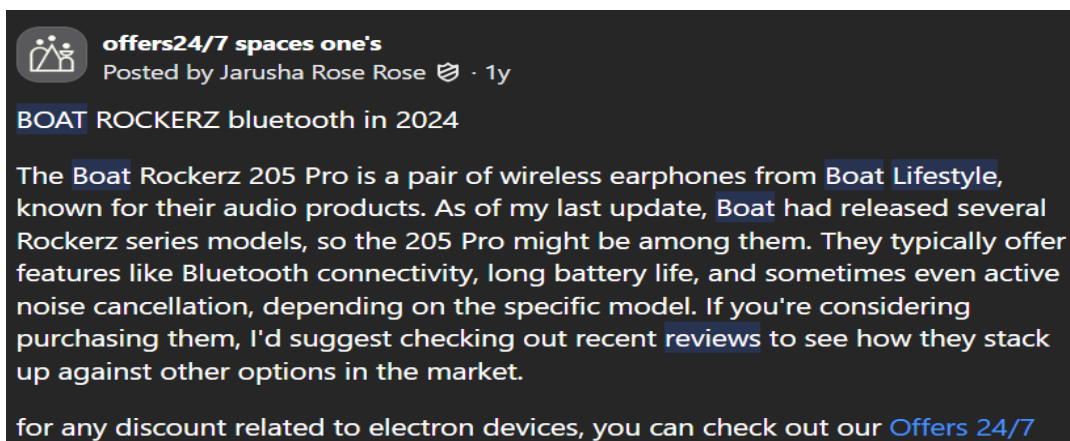 offers24/7 spaces one's
Posted by Jarusha Rose Rose · 1y
BOAT ROCKERZ bluetooth in 2024
The Boat Rockerz 205 Pro is a pair of wireless earphones from Boat Lifestyle,
known for their audio products. As of my last update, Boat had released several
Rockerz series models, so the 205 Pro might be among them. They typically offer
features like Bluetooth connectivity, long battery life, and sometimes even active
noise cancellation, depending on the specific model. If you're considering
purchasing them, I'd suggest checking out recent reviews to see how they stack
up against other options in the market.
for any discount related to electron devices, you can check out our Offers 24/7